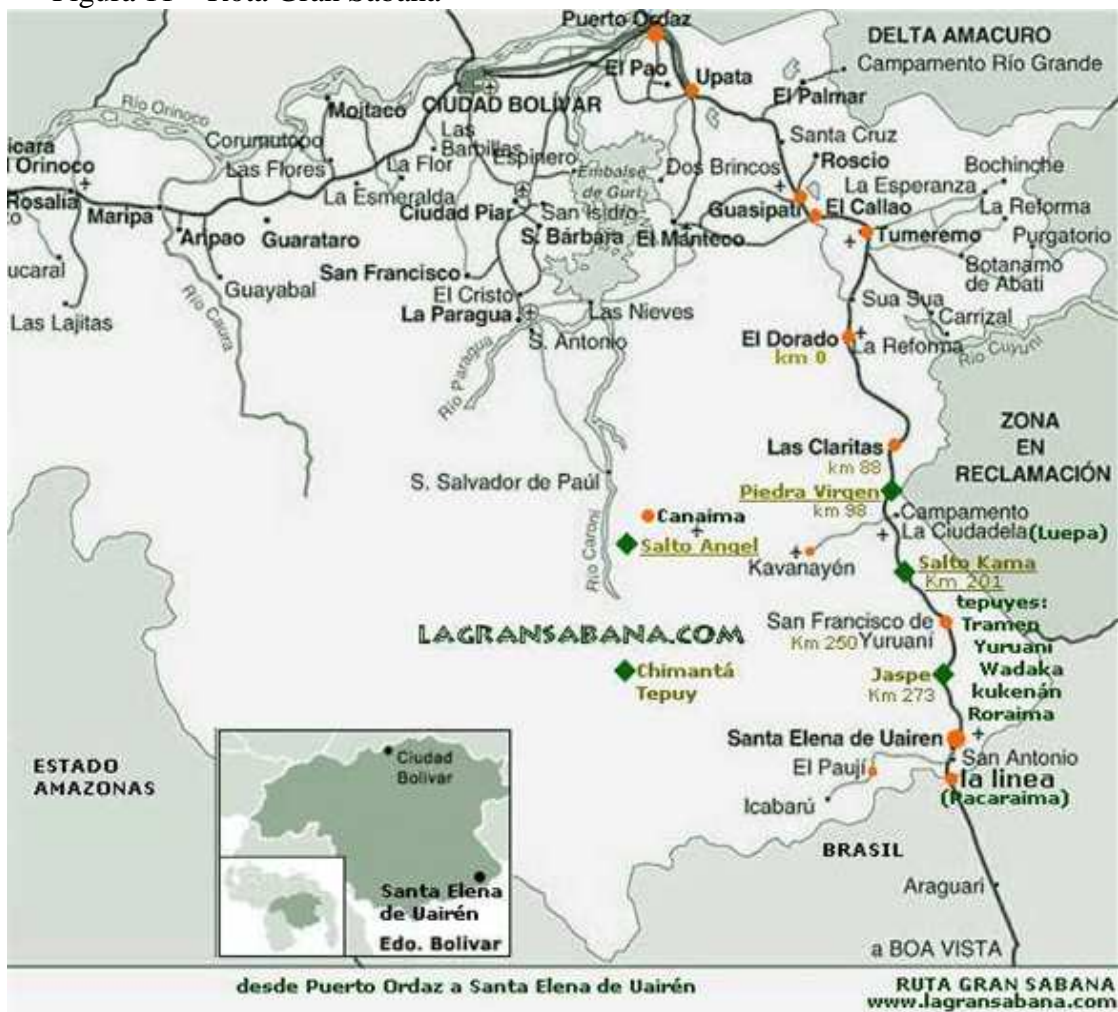 Figura 11 – Rota Gran Sabana
Puerto Ordaz
DELTA AMACURO
El Pao
Upata
Campamento Río Grande
El Palmar
CIUDAD BOLÍVAR
Moitaco
Río Orinoco
Santa Cruz
Las
Barbillas
Corumutopo
Espinero
Dos Brincos
Roscio
Bochinche
Orinoco
Las Flores
La Flor
Embalse
de Guri
La Esperanza
La Esmeralda
Rosalia
Maripa
Ciudad Piar
San Isidro
Guasipati
El Callao
La Reforma
Aripao
Guarataro
S. Bárbara
El Manteco
Tumeremo
Purgatorio
ucaral
San Francisco
Botanamo
de Abati
Guayabal
El Cristo
Sua Sua
Las Lajitas
Río Caura
La Paragua
Las Nieves
Carrizal
S. Antonio
El Dorado
km 0
La Reforma
Río Cuyuni
Río Paragua
ZONA
EN
RECLAMACIÓN
Las Claritas
km 88
S. Salvador de Paúl
Piedra Virgen
km 98
Canaima
Campamento
La Ciudadela (Luepa)
Salto Angel
Río Caroni
Kavanayén
Salto Kama
Km 201
tepuyes:
Tramen
Yuruani
Wadaka
kukenán
Roraima
LAGRANSABANA.COM
San Francisco de
Km 250 Yuruaní
Chimantá
Tepuy
Jaspe
Km 273
Santa Elena de Uairen
San Antonio
El Paují
la linea
(Pacaraima)
Icabarú
ESTADO
AMAZONAS
Ciudad
Bolivar
Santa Elena
de Uairén
Edo. Bolivar
BRASIL
Araguari
a BOA VISTA
desde Puerto Ordaz a Santa Elena de Uairén
RUTA GRAN SABANA
www.lagransabana.com